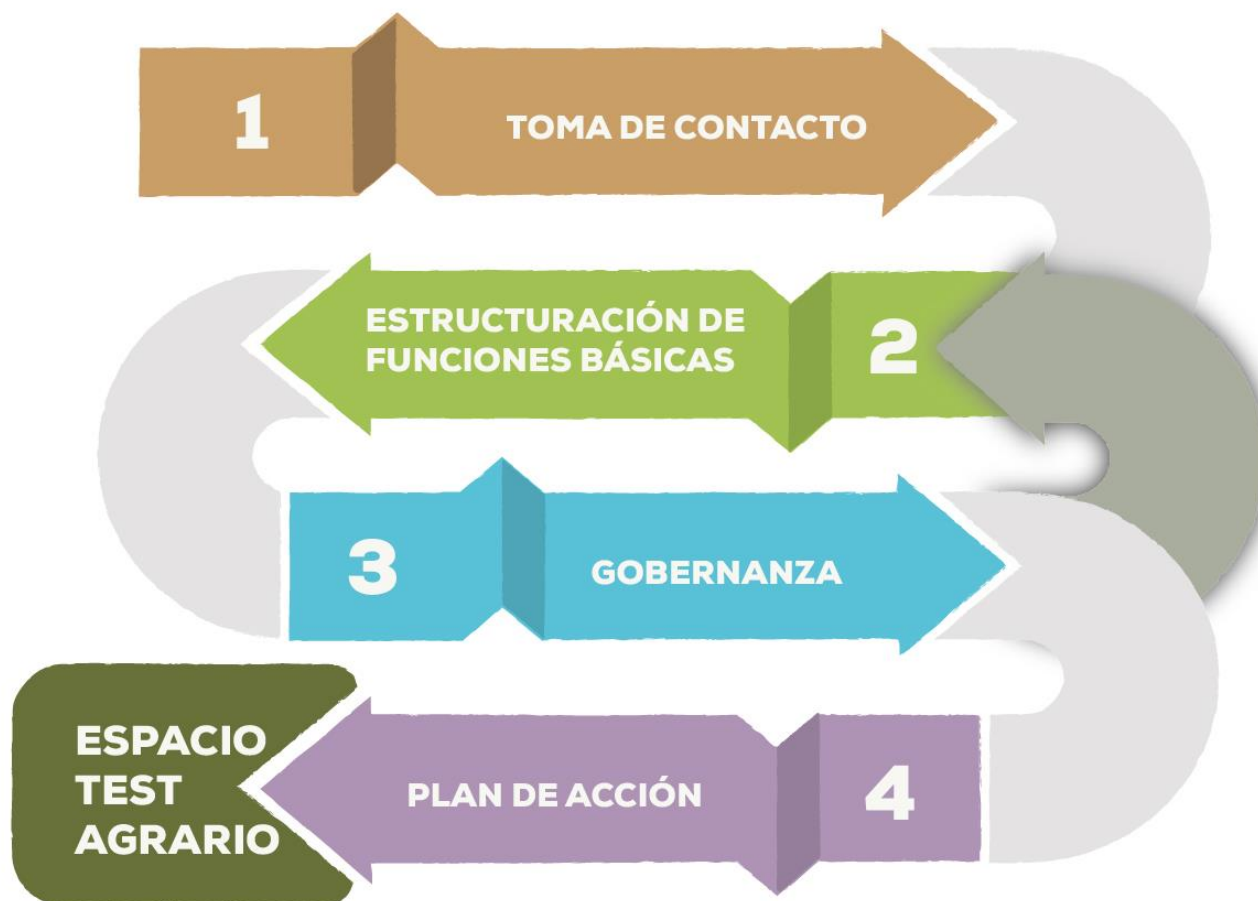 1
TOMA DE CONTACTO
ESTRUCTURACIÓN DE
FUNCIONES BÁSICAS
2
3
GOBERNANZA
ESPACIO
TEST
AGRARIO
PLAN DE ACCIÓN
4